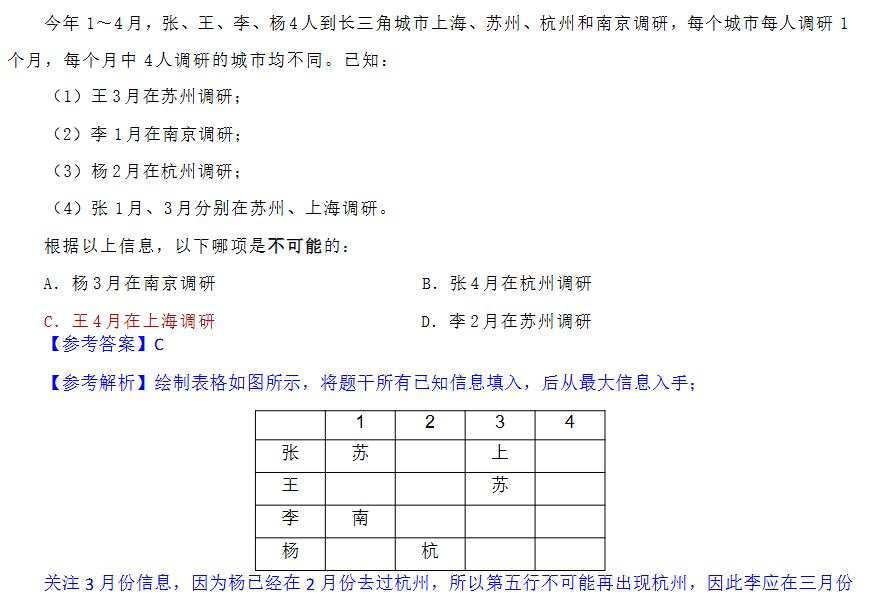 今年 1～4月，张、王、李、杨4人到长三角城市上海、苏州、杭州和南京调研，每个城市每人调研 1
个月，每个月中 4人调研的城市均不同。已知：
（1）王3月在苏州调研；
（2）李 1月在南京调研；
（3）杨2月在杭州调研；
（4）张 1月、3月分别在苏州、上海调研。
根据以上信息，以下哪项是不可能的：
A．杨3月在南京调研 B．张4月在杭州调研
C．王4月在上海调研 D．李2月在苏州调研
【参考答案】C
【参考解析】绘制表格如图所示，将题干所有已知信息填入，后从最大信息入手；
1 2 3 4
张 苏 上
王 苏
李 南
杨 杭
关注 3 月份信息，因为杨已经在 2 月份去过杭州，所以第五行不可能再出现杭州，因此李应在三月份